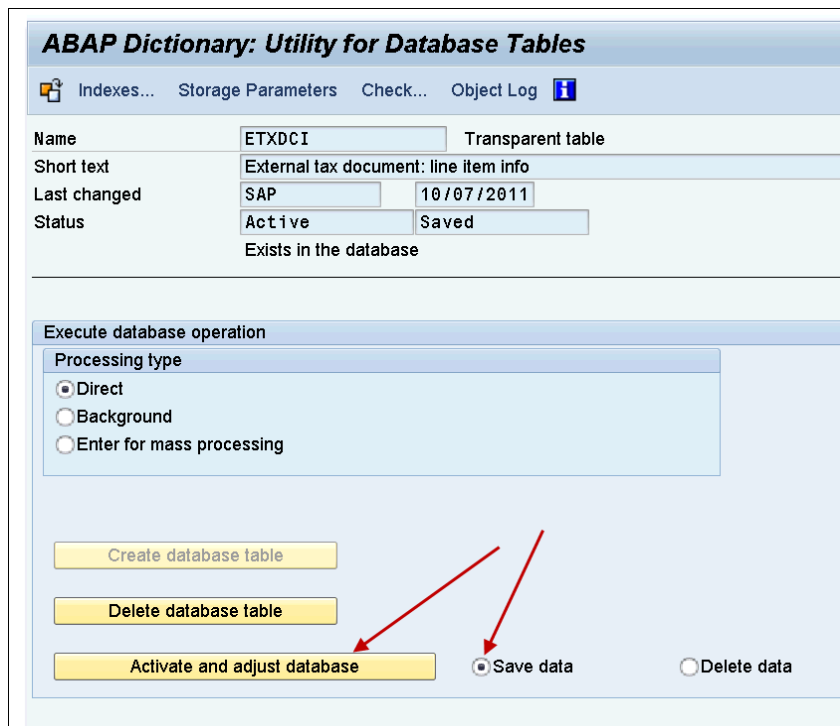 ABAP Dictionary: Utility for Database Tables
Indexes... Storage Parameters Check... Object Log
Name ETXDCI Transparent table
Short text External tax document: line item info
Last changed SAP 10/07/2011
Status Active Saved
Exists in the database
Execute database operation
Processing type
Direct
Background
Enter for mass processing
Create database table
Delete database table
Activate and adjust database Save data Delete data